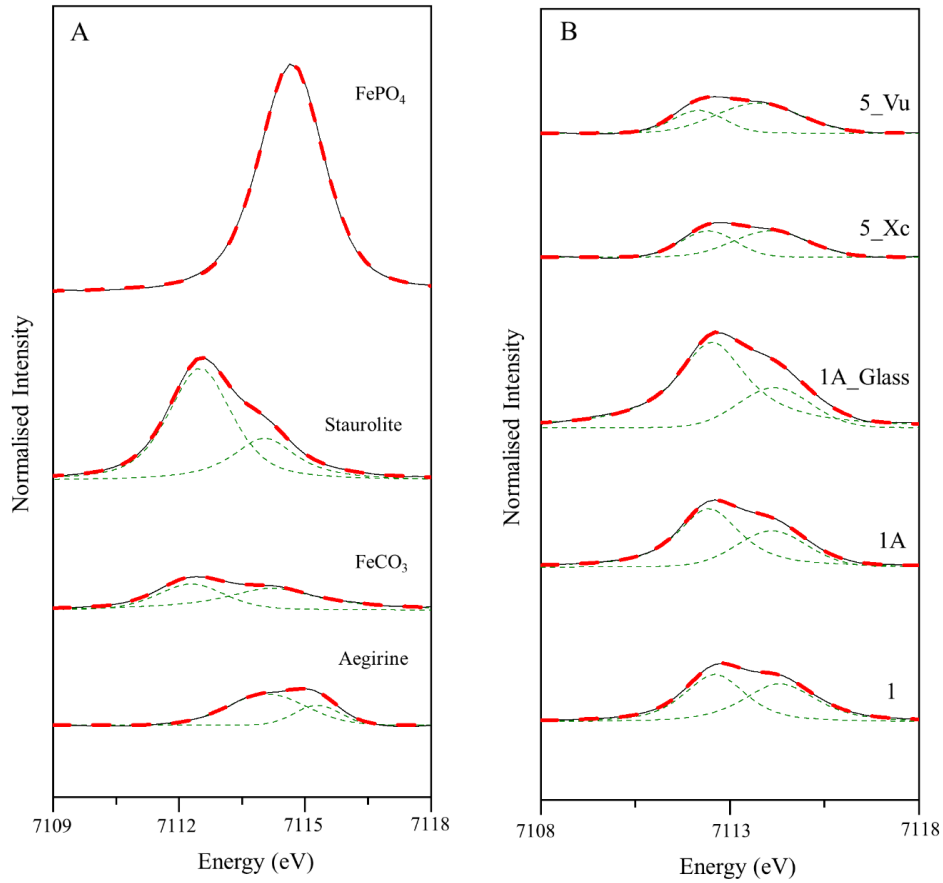 A
FePO₄
Staurolite
FeCO₃
Aegirine
Normalised Intensity
7109
7112
7115
7118
Energy (eV)
B
5_Vu
5_Xc
1A_Glass
1A
1
Normalised Intensity
7108
7113
7118
Energy (eV)